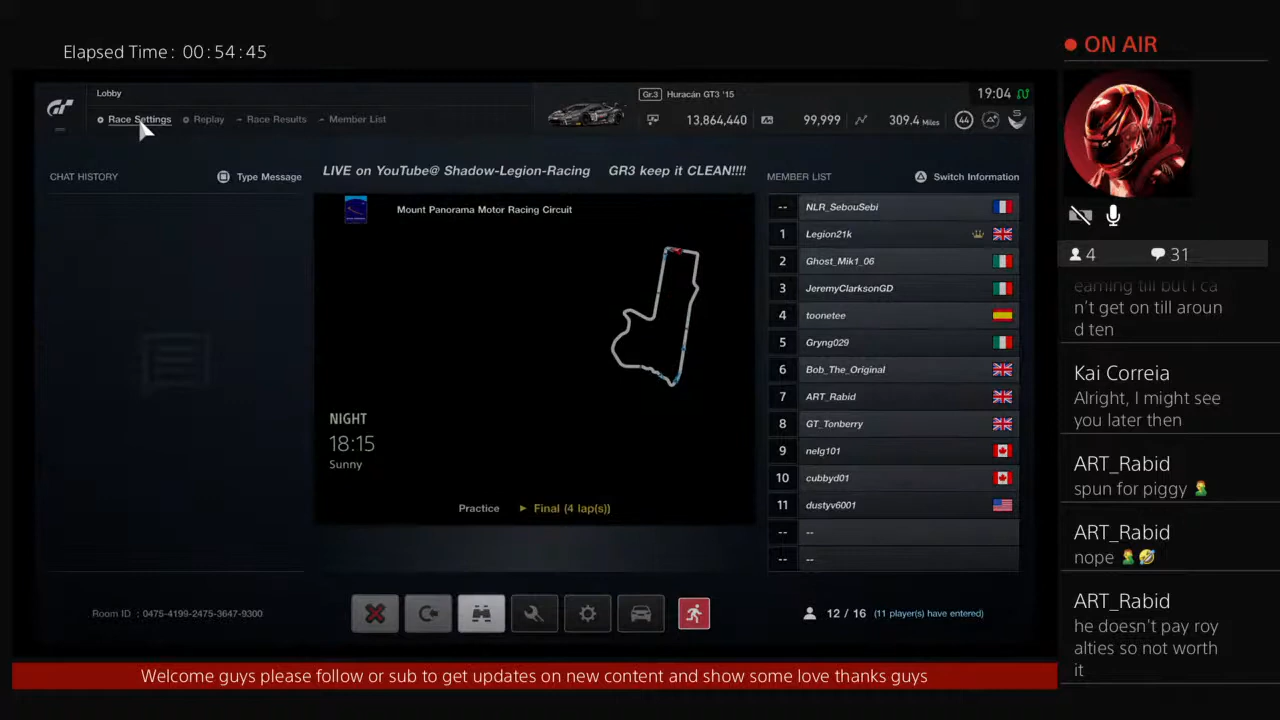 Elapsed Time: 00:54:45
ON AIR
Lobby
Race Settings Replay Race Results Member List
Gr.3 Huracán GT3 '15
19:04
13,864,440 99,999 309.4 Miles 44
CHAT HISTORY Type Message
LIVE on YouTube@ Shadow-Legion-Racing GR3 keep it CLEAN!!!!
MEMBER LIST Switch Information
Mount Panorama Motor Racing Circuit
-- NLR_SebouSebi
1 Legion21k
2 Ghost_Mik1_06
3 JeremyClarksonGD
4 toonetee
5 Gryng029
6 Bob_The_Original
7 ART_Rabid
8 GT_Tonberry
9 nelg101
10 cubbyd01
11 dustyv6001
-- --
-- --
NIGHT
18:15
Sunny
Practice ► Final (4 lap(s))
Room ID : 0475-4199-2475-3647-9300
12 / 16 (11 player(s) have entered)
Welcome guys please follow or sub to get updates on new content and show some love thanks guys
4 31
earning till but I ca
n't get on till aroun
d ten
Kai Correia
Alright, I might see
you later then
ART_Rabid
spun for piggy 🤦‍♂️
ART_Rabid
nope 🤦‍♂️🤣
ART_Rabid
he doesn't pay roy
alties so not worth
it